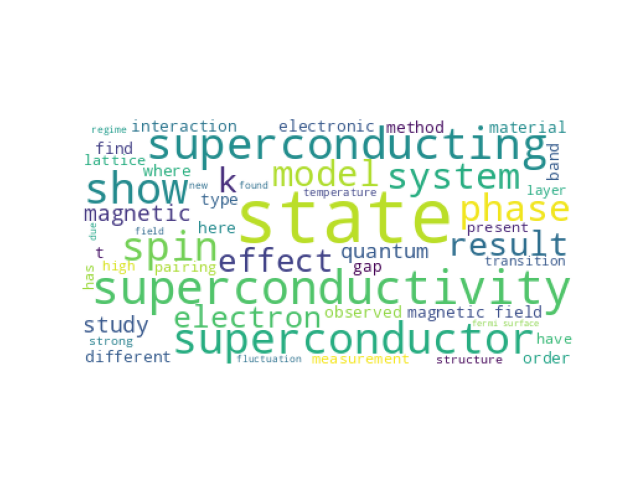 regime interaction electronic method material
find superconducting band
lattice where k model system
show new found temperature layer
magnetic type state phase
due field here spin present
t effect quantum result
has high pairing gap transition
superconductivity
study electron observed magnetic field
strong superconductor fermi surface have
different fluctuation measurement structure order